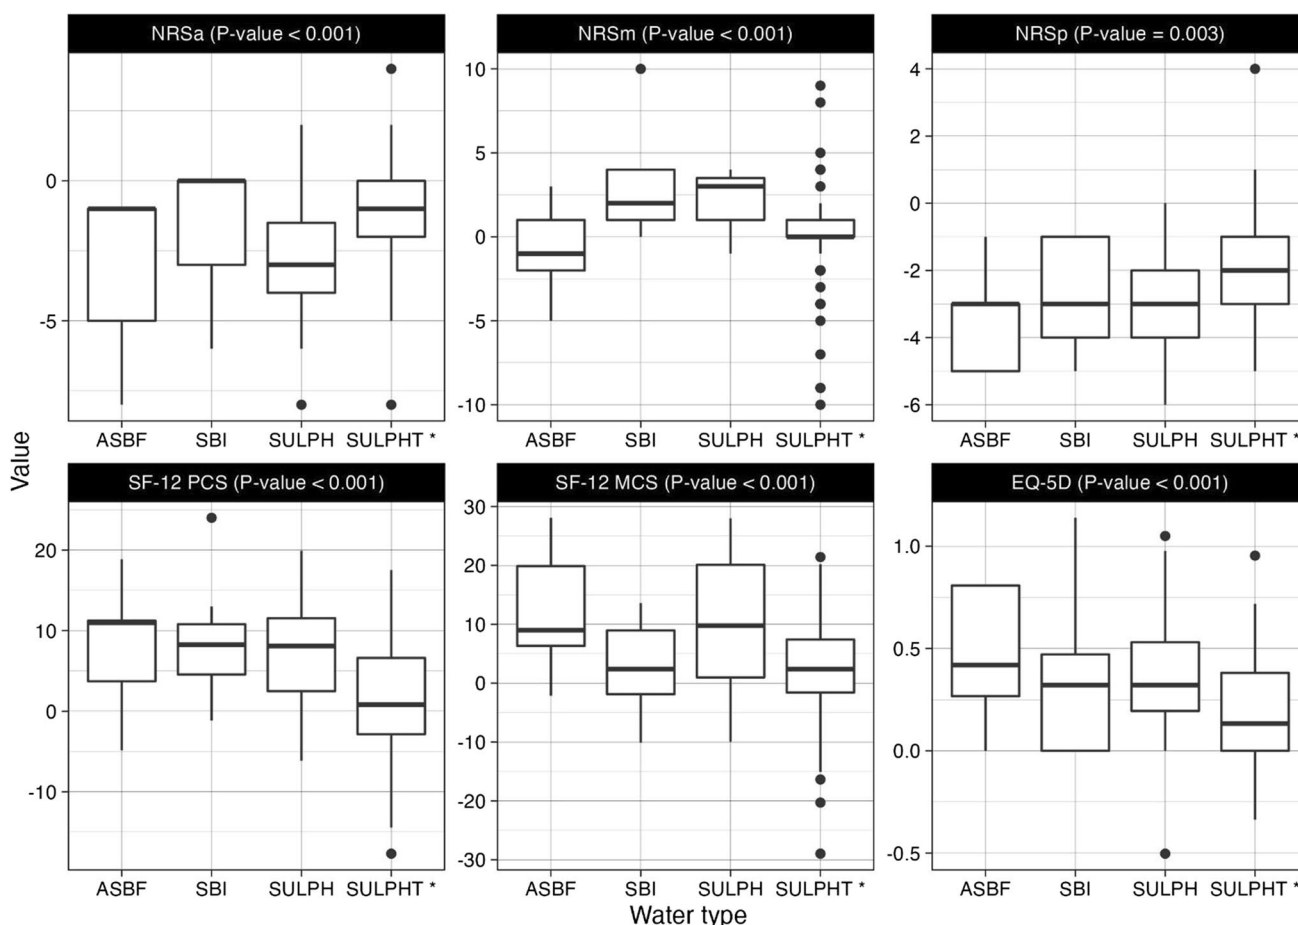 NRSa (P-value < 0.001)
NRSm (P-value < 0.001)
NRSp (P-value = 0.003)
0
-5
10
5
0
-5
-10
4
2
0
-2
-4
-6
ASBF SBI SULPH SULPHT *
ASBF SBI SULPH SULPHT *
ASBF SBI SULPH SULPHT *
Value
SF-12 PCS (P-value < 0.001)
SF-12 MCS (P-value < 0.001)
EQ-5D (P-value < 0.001)
20
10
0
-10
30
20
10
0
-10
-20
-30
1.0
0.5
0.0
-0.5
ASBF SBI SULPH SULPHT *
ASBF SBI SULPH SULPHT *
ASBF SBI SULPH SULPHT *
Water type